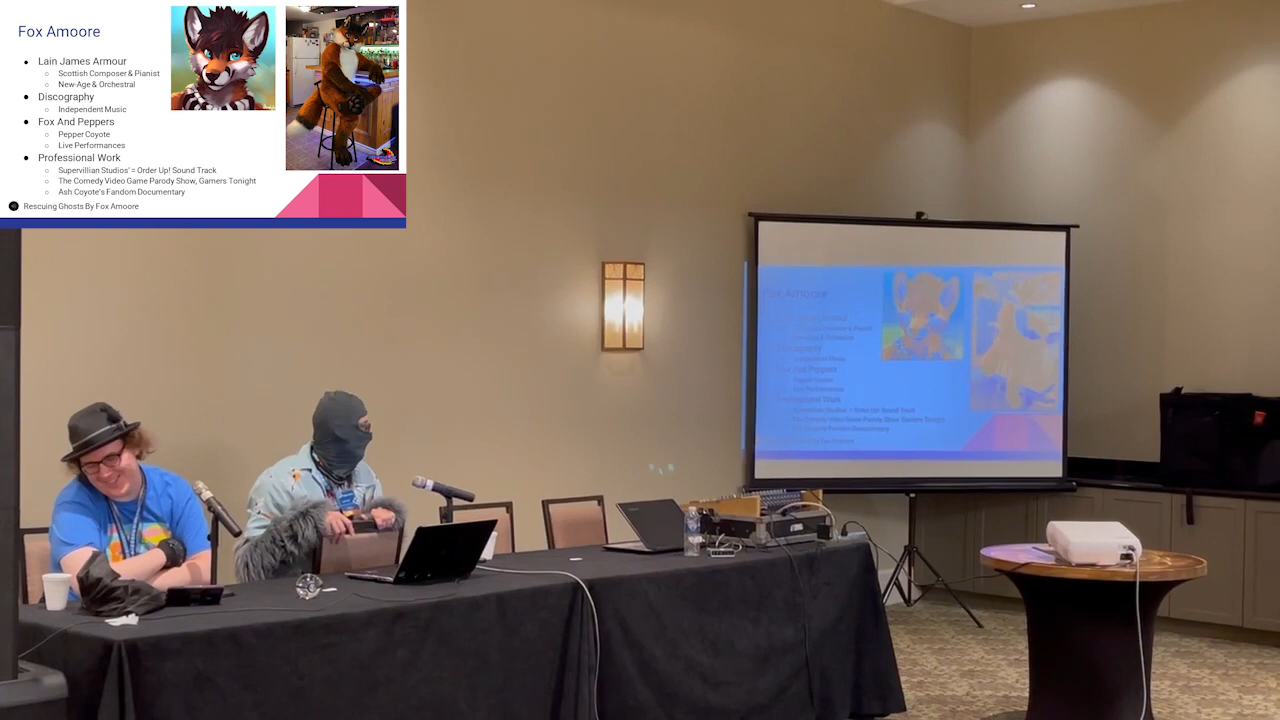 Fox Amoore
Lain James Armour
Scottish Composer & Pianist
New-Age & Orchestral
Discography
Independent Music
Fox And Peppers
Pepper Coyote
Live Performances
Professional Work
Supervillian Studios' = Order Up! Sound Track
The Comedy Video Game Parody Show, Gamers Tonight
Ash Coyote's Fandom Documentary
Rescuing Ghosts By Fox Amoore
Fox Amoore